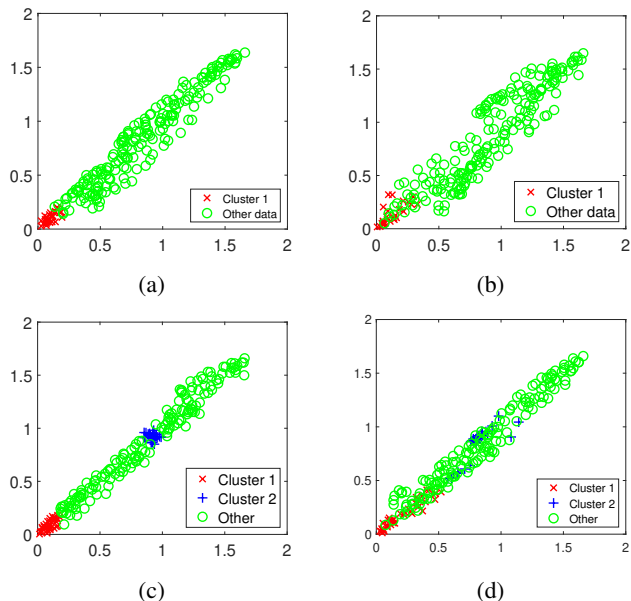 2
1.5
1
0.5
0
0 0.5 1 1.5 2
× Cluster 1
Other data
(a)
2
1.5
1
0.5
0
0 0.5 1 1.5 2
× Cluster 1
Other data
(b)
2
1.5
1
0.5
0
0 0.5 1 1.5 2
× Cluster 1
+ Cluster 2
Other
(c)
2
1.5
1
0.5
0
0 0.5 1 1.5 2
× Cluster 1
+ Cluster 2
Other
(d)